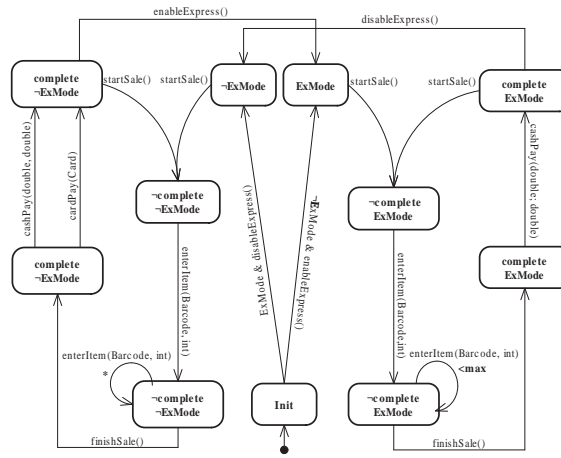 enableExpress()
disableExpress()
startSale()
startSale()
startSale()
startSale()
complete
¬ExMode
¬ExMode
ExMode
complete
ExMode
cashPay(double, double)
cardPay(Card)
¬complete
¬ExMode
ExMode & disableExpress()
¬ExMode & enableExpress()
¬complete
ExMode
cashPay(double; double)
complete
¬ExMode
enterItem(Barcode, int)
enterItem(Barcode,int)
complete
ExMode
enterItem(Barcode, int)
*
¬complete
¬ExMode
Init
enterItem(Barcode, int)
<max
¬complete
ExMode
finishSale()
finishSale()